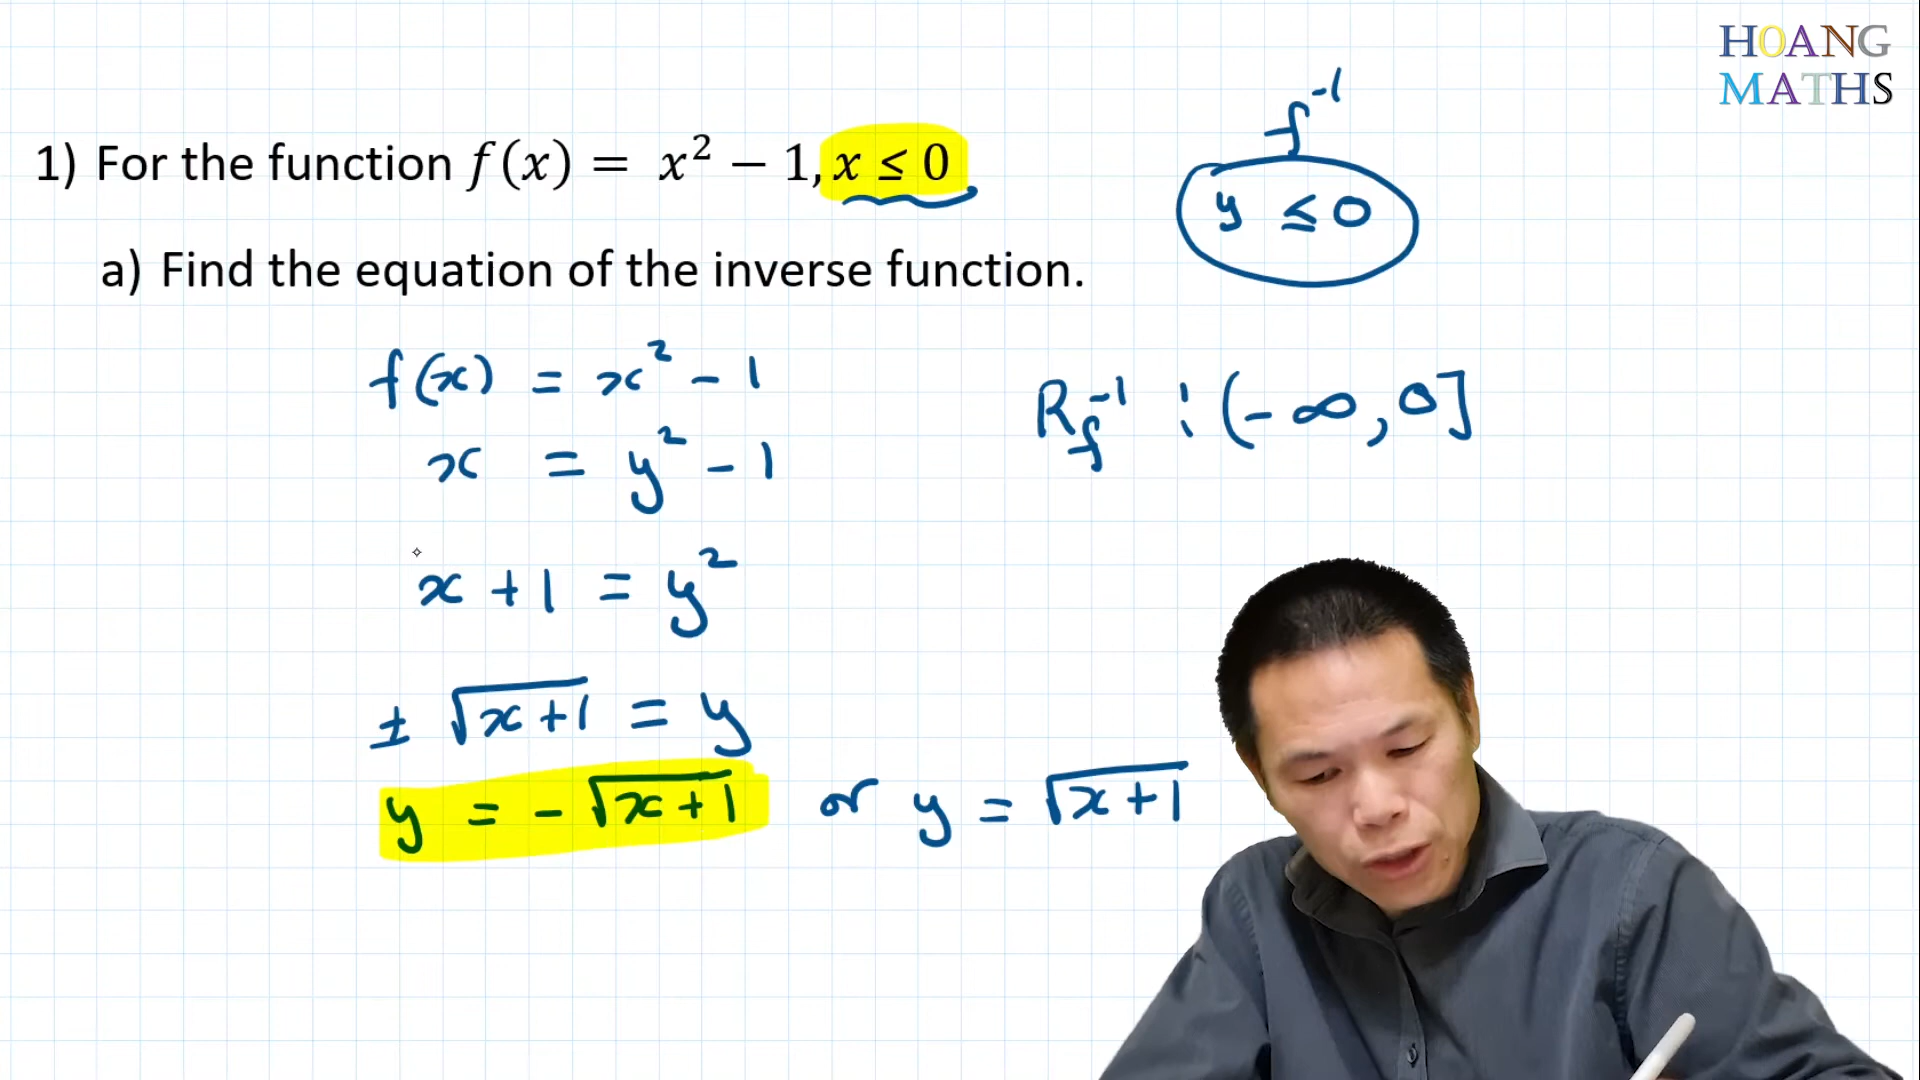 HOANG
MATHS
1) For the function f(x) = x² − 1, x ≤ 0
f⁻¹
y ≤ 0
a) Find the equation of the inverse function.
f(x) = x² - 1
R f⁻¹ : (-∞, 0]
x = y² - 1
x + 1 = y²
± √(x+1) = y
y = -√(x+1) or y = √(x+1)